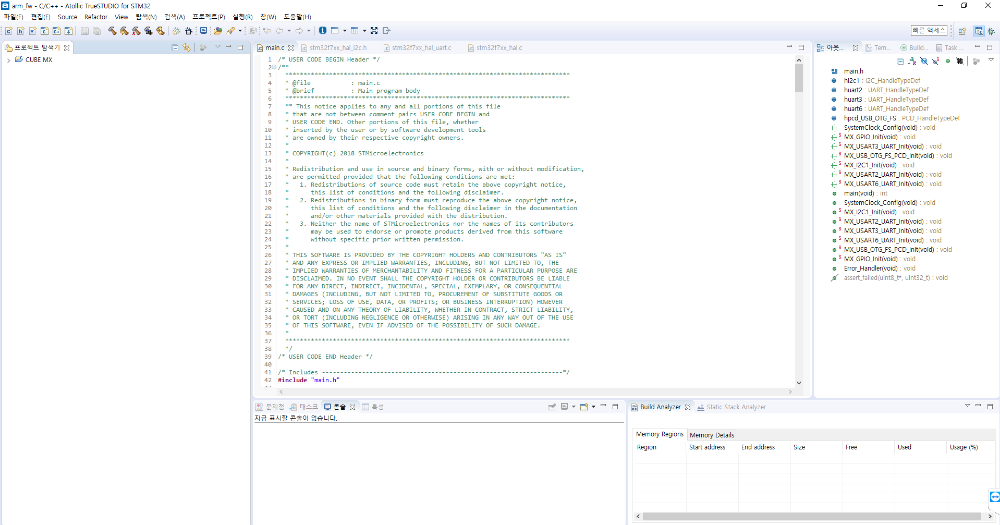 arm_fw - C/C++ - Atollic TrueSTUDIO for STM32
파일(F) 편집(E) Source Refactor View 탐색(N) 검색(A) 프로젝트(P) 실행(R) 창(W) 도움말(H)
빠른 액세스
프로젝트 탐색기
CUBE MX
main.c stm32f7xx_hal_i2c.h stm32f7xx_hal_uart.c stm32f7xx_hal.c
1 /* USER CODE BEGIN Header */
2 /**
3 ******************************************************************************
4 * @file : main.c
5 * @brief : Main program body
6 ******************************************************************************
7 ** This notice applies to any and all portions of this file
8 * that are not between comment pairs USER CODE BEGIN and
9 * USER CODE END. Other portions of this file, whether
10 * inserted by the user or by software development tools
11 * are owned by their respective copyright owners.
12 *
13 * COPYRIGHT(c) 2018 STMicroelectronics
14 *
15 * Redistribution and use in source and binary forms, with or without modification,
16 * are permitted provided that the following conditions are met:
17 * 1. Redistributions of source code must retain the above copyright notice,
18 * this list of conditions and the following disclaimer.
19 * 2. Redistributions in binary form must reproduce the above copyright notice,
20 * this list of conditions and the following disclaimer in the documentation
21 * and/or other materials provided with the distribution.
22 * 3. Neither the name of STMicroelectronics nor the names of its contributors
23 * may be used to endorse or promote products derived from this software
24 * without specific prior written permission.
25 *
26 * THIS SOFTWARE IS PROVIDED BY THE COPYRIGHT HOLDERS AND CONTRIBUTORS "AS IS"
27 * AND ANY EXPRESS OR IMPLIED WARRANTIES, INCLUDING, BUT NOT LIMITED TO, THE
28 * IMPLIED WARRANTIES OF MERCHANTABILITY AND FITNESS FOR A PARTICULAR PURPOSE ARE
29 * DISCLAIMED. IN NO EVENT SHALL THE COPYRIGHT HOLDER OR CONTRIBUTORS BE LIABLE
30 * FOR ANY DIRECT, INDIRECT, INCIDENTAL, SPECIAL, EXEMPLARY, OR CONSEQUENTIAL
31 * DAMAGES (INCLUDING, BUT NOT LIMITED TO, PROCUREMENT OF SUBSTITUTE GOODS OR
32 * SERVICES; LOSS OF USE, DATA, OR PROFITS; OR BUSINESS INTERRUPTION) HOWEVER
33 * CAUSED AND ON ANY THEORY OF LIABILITY, WHETHER IN CONTRACT, STRICT LIABILITY,
34 * OR TORT (INCLUDING NEGLIGENCE OR OTHERWISE) ARISING IN ANY WAY OUT OF THE USE
35 * OF THIS SOFTWARE, EVEN IF ADVISED OF THE POSSIBILITY OF SUCH DAMAGE.
36 *
37 ******************************************************************************
38 */
39 /* USER CODE END Header */
40
41 /* Includes ------------------------------------------------------------------*/
42 #include "main.h"
아웃... Tem... Build... Task ...
main.h
hi2c1 : I2C_HandleTypeDef
huart2 : UART_HandleTypeDef
huart3 : UART_HandleTypeDef
huart6 : UART_HandleTypeDef
hpcd_USB_OTG_FS : PCD_HandleTypeDef
SystemClock_Config(void) : void
MX_GPIO_Init(void) : void
MX_USART3_UART_Init(void) : void
MX_USB_OTG_FS_PCD_Init(void) : void
MX_I2C1_Init(void) : void
MX_USART2_UART_Init(void) : void
MX_USART6_UART_Init(void) : void
main(void) : int
SystemClock_Config(void) : void
MX_I2C1_Init(void) : void
MX_USART2_UART_Init(void) : void
MX_USART3_UART_Init(void) : void
MX_USART6_UART_Init(void) : void
MX_USB_OTG_FS_PCD_Init(void) : void
MX_GPIO_Init(void) : void
Error_Handler(void) : void
assert_failed(uint8_t*, uint32_t) : void
문제점 태스크 콘솔 특성
지금 표시할 콘솔이 없습니다.
Build Analyzer Static Stack Analyzer
Memory Regions Memory Details
Region Start address End address Size Free Used Usage (%)